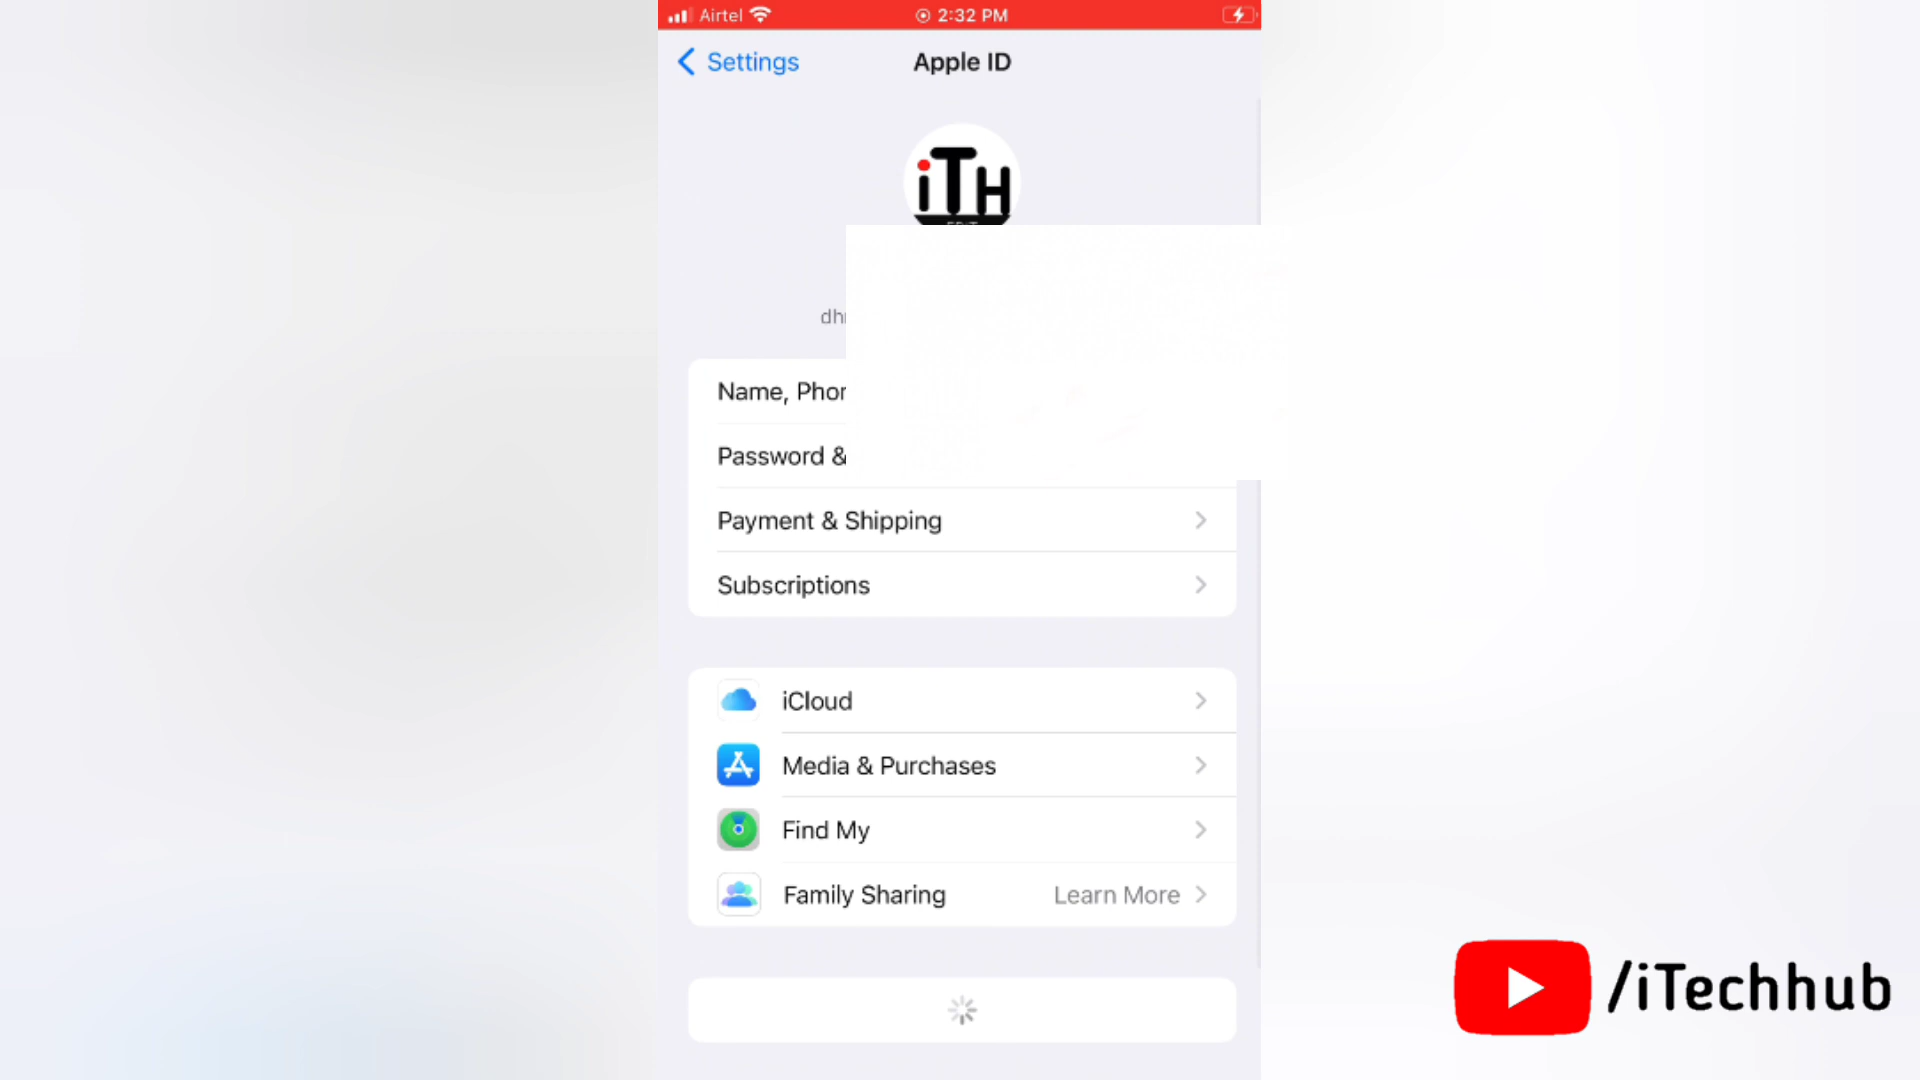 Airtel 2:32 PM
Settings Apple ID
iTH
dh
Name, Phon
Password &
Payment & Shipping
Subscriptions
iCloud
Media & Purchases
Find My
Family Sharing Learn More
/iTechhub